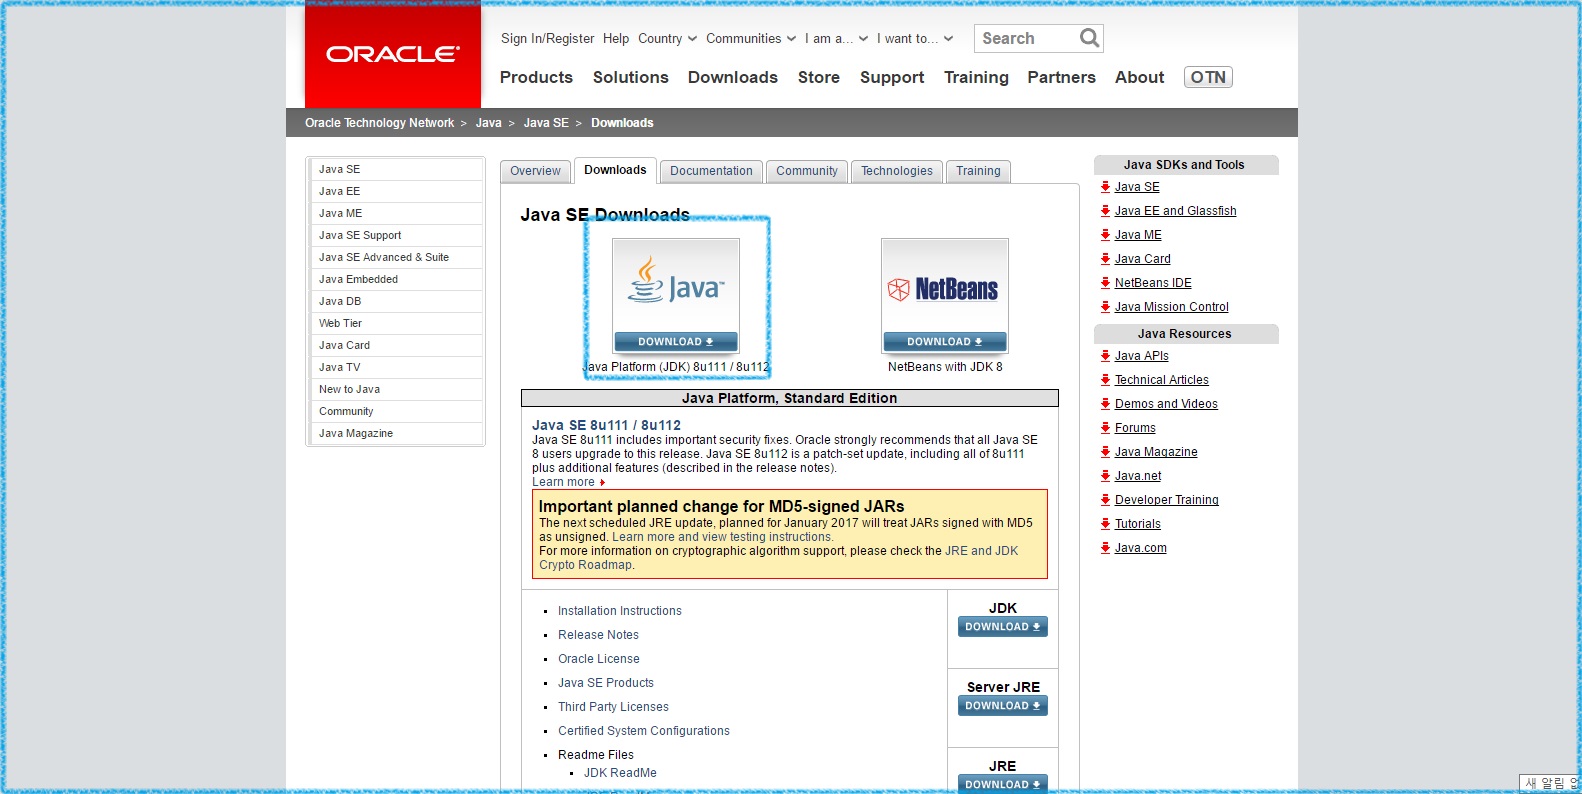 ORACLE
Sign In/Register Help Country Communities I am a... I want to... Search
Products Solutions Downloads Store Support Training Partners About OTN
Oracle Technology Network > Java > Java SE > Downloads
Java SE
Java EE
Java ME
Java SE Support
Java SE Advanced & Suite
Java Embedded
Java DB
Web Tier
Java Card
Java TV
New to Java
Community
Java Magazine
Overview Downloads Documentation Community Technologies Training
Java SE Downloads
Java™
DOWNLOAD
Java Platform (JDK) 8u111 / 8u112
NetBeans
DOWNLOAD
NetBeans with JDK 8
Java Platform, Standard Edition
Java SE 8u111 / 8u112
Java SE 8u111 includes important security fixes. Oracle strongly recommends that all Java SE
8 users upgrade to this release. Java SE 8u112 is a patch-set update, including all of 8u111
plus additional features (described in the release notes).
Learn more
Important planned change for MD5-signed JARs
The next scheduled JRE update, planned for January 2017 will treat JARs signed with MD5
as unsigned. Learn more and view testing instructions.
For more information on cryptographic algorithm support, please check the JRE and JDK
Crypto Roadmap.
Installation Instructions
Release Notes
Oracle License
Java SE Products
Third Party Licenses
Certified System Configurations
Readme Files
JDK ReadMe
JDK
DOWNLOAD
Server JRE
DOWNLOAD
JRE
DOWNLOAD
Java SDKs and Tools
Java SE
Java EE and Glassfish
Java ME
Java Card
NetBeans IDE
Java Mission Control
Java Resources
Java APIs
Technical Articles
Demos and Videos
Forums
Java Magazine
Java.net
Developer Training
Tutorials
Java.com
새 알림